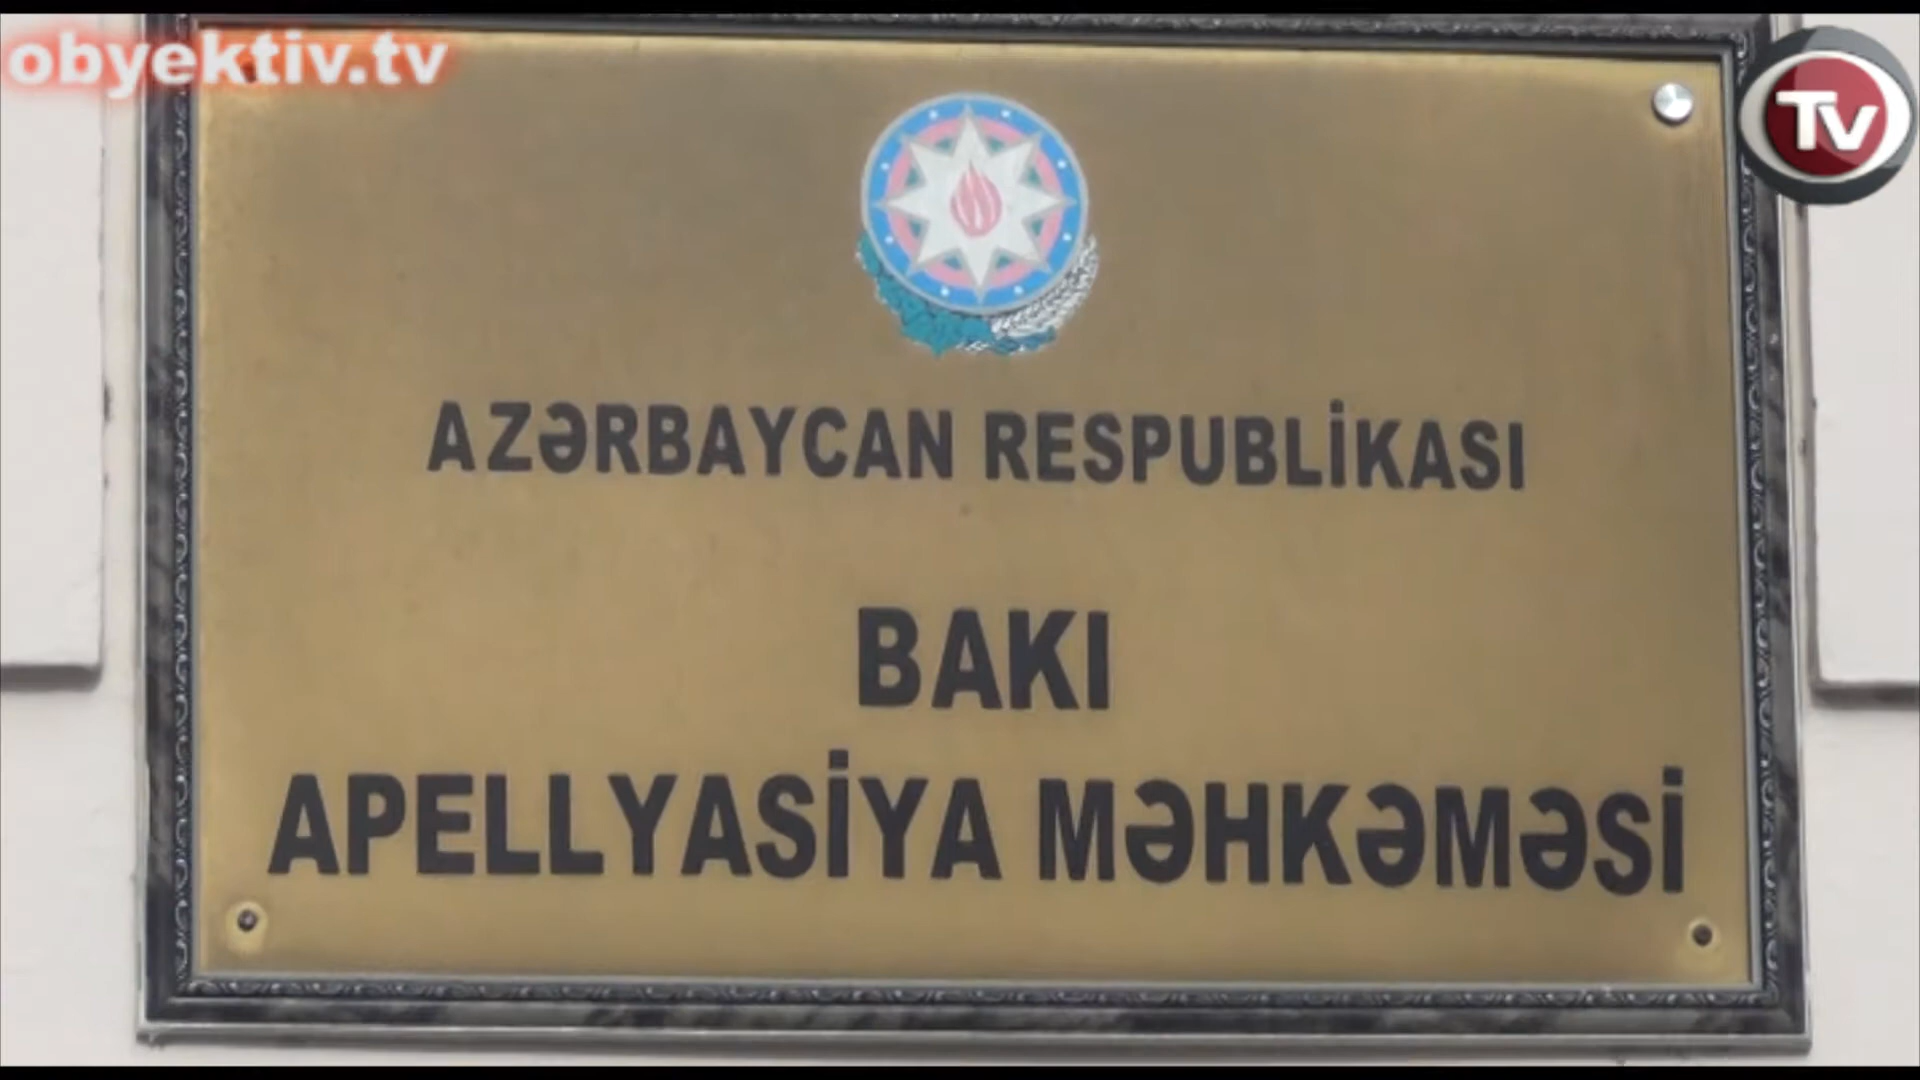 obyektiv.tv
TV
AZƏRBAYCAN RESPUBLİKASI
BAKI
APELLYASİYA MƏHKƏMƏSİ